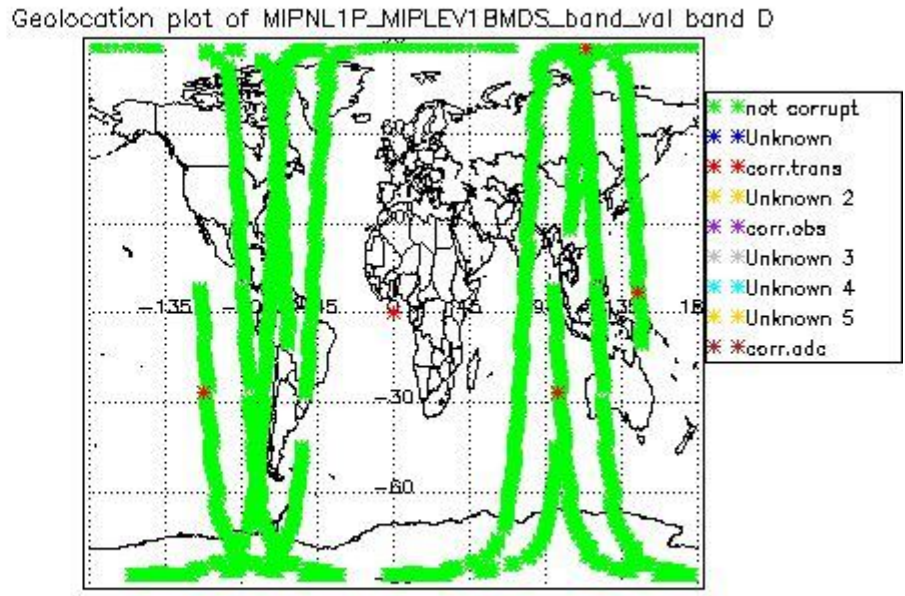 Geolocation plot of MIPNL1P_MIPLEV1BMDS_band_val band D
not corrupt
Unknown
corr.trans
Unknown 2
corr.obs
Unknown 3
Unknown 4
Unknown 5
corr.adc
-135
-30
-60